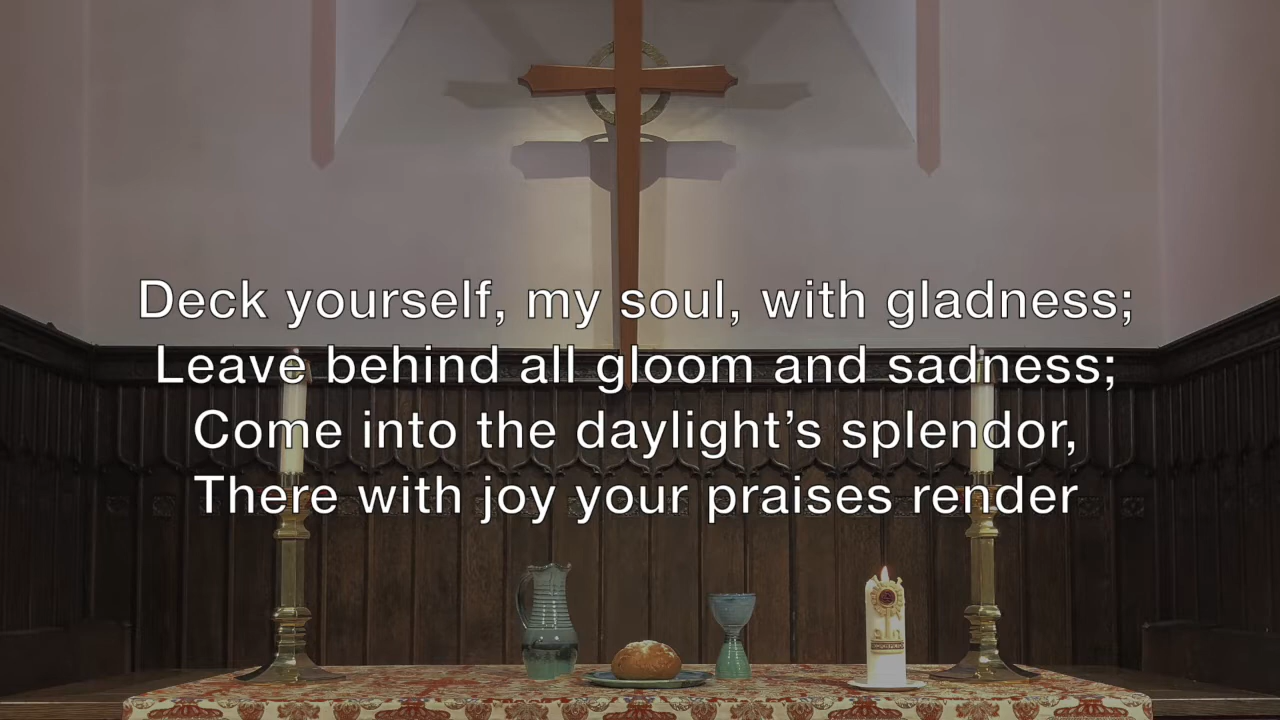 Deck yourself, my soul, with gladness;
Leave behind all gloom and sadness;
Come into the daylight’s splendor,
There with joy your praises render